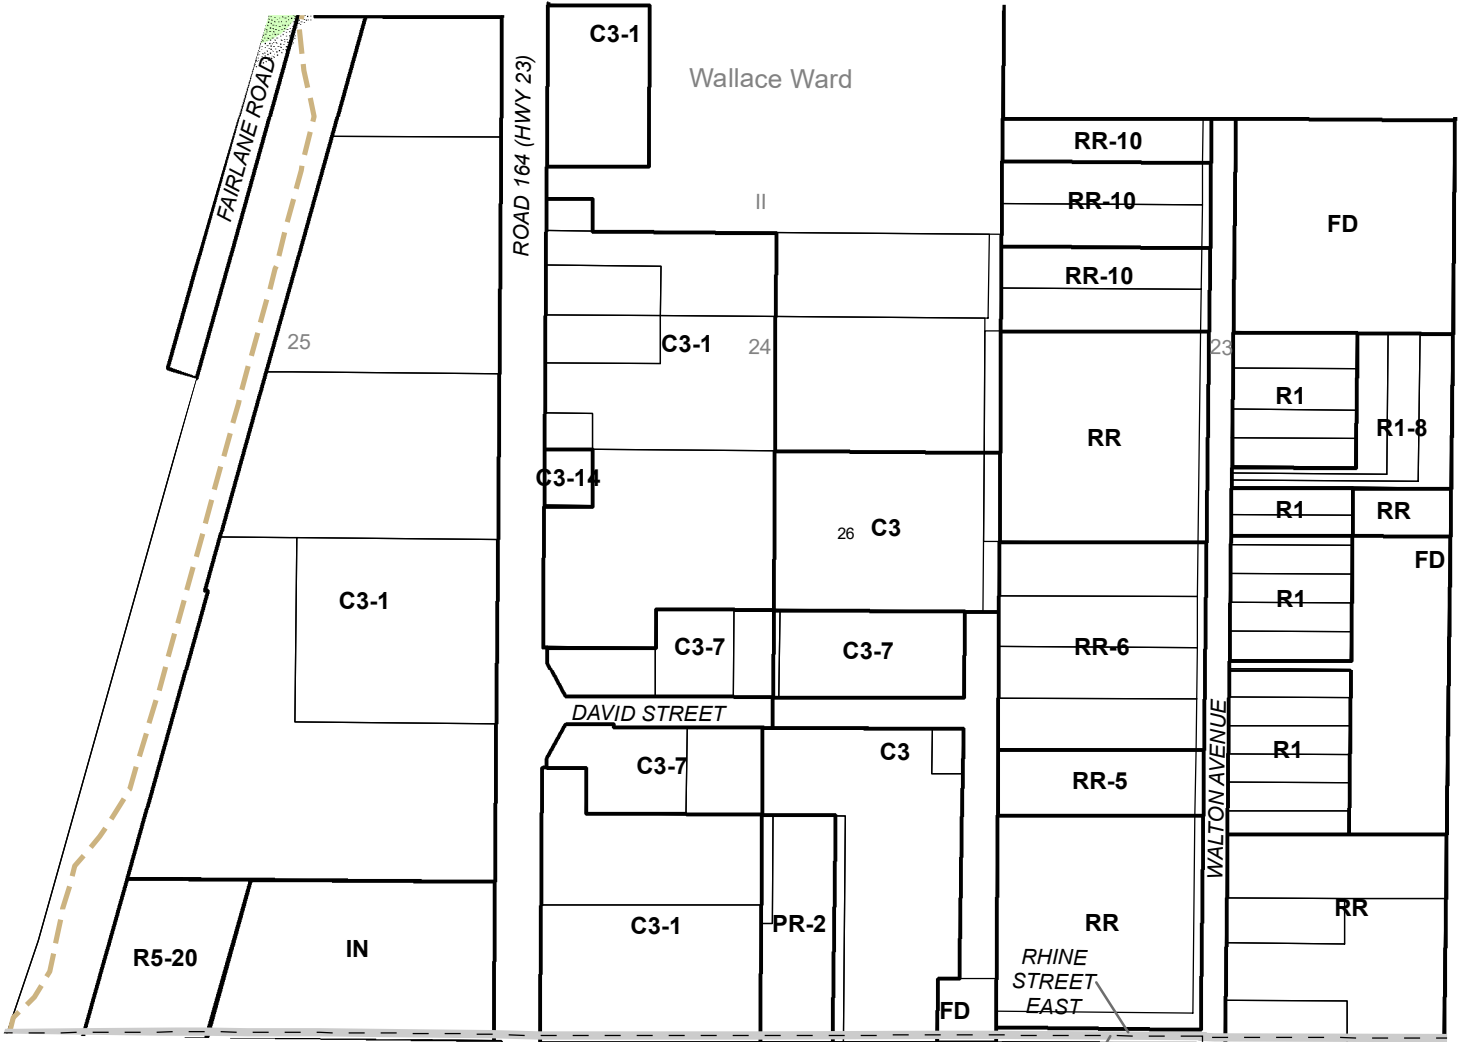 C3-1
Wallace Ward
FAIRLANE ROAD
ROAD 164 (HWY 23)
RR-10
RR-10
II
FD
RR-10
25
C3-1
24
23
R1
R1-8
RR
C3-14
26
C3
R1
RR
FD
C3-1
R1
C3-7
C3-7
RR-6
DAVID STREET
C3-7
C3
R1
RR-5
WALTON AVENUE
C3-1
PR-2
RR
RR
R5-20
IN
RHINE
STREET
EAST
FD